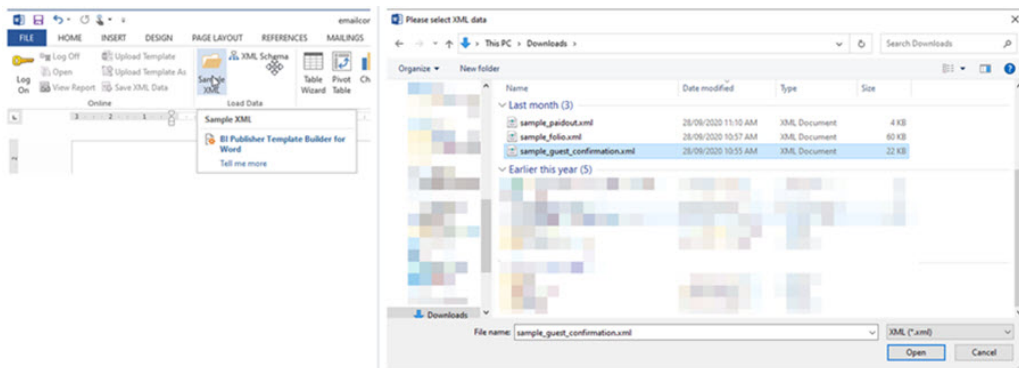 emailcor
FILE HOME INSERT DESIGN PAGE LAYOUT REFERENCES MAILINGS
Log On
Log Off
Open
View Report
Upload Template
Upload Template As
Save XML Data
Online
Sample XML
XML Schema
Load Data
Table Wizard
Pivot Table
Ch
3 2 1
Sample XML
BI Publisher Template Builder for
Word
Tell me more
Please select XML data
This PC > Downloads >
Search Downloads
Organize New folder
Name Date modified Type Size
Last month (3)
sample_paidout.xml 28/09/2020 11:10 AM XML Document 4 KB
sample_folio.xml 28/09/2020 10:57 AM XML Document 60 KB
sample_guest_confirmation.xml 28/09/2020 10:55 AM XML Document 22 KB
Earlier this year (5)
Downloads
File name: sample_guest_confirmation.xml XML (*.xml)
Open Cancel